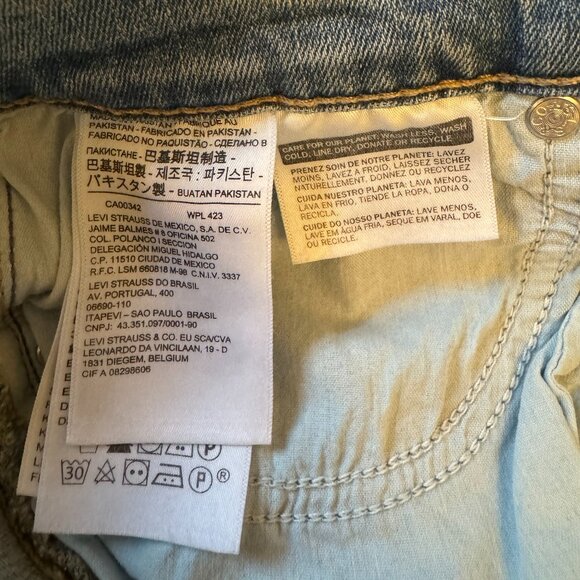 PAKISTAN - FABRICADO EN PAKISTÁN -
FABRICADO NO PAQUISTÃO - СДЕЛАНО В
ПАКИСТАНЕ - 巴基斯坦制造 -
巴基斯坦製 - 제조국 : 파키스탄 -
パキスタン製 - BUATAN PAKISTAN
CA00342 WPL 423
LEVI STRAUSS DE MEXICO, S.A. DE C.V.
JAIME BALMES # 8 OFICINA 502
COL. POLANCO I SECCION
DELEGACIÓN MIGUEL HIDALGO
C.P. 11510 CIUDAD DE MEXICO
R.F.C. LSM 660818 M-98 C.N.I.V. 3337
LEVI STRAUSS DO BRASIL
AV. PORTUGAL, 400
06690-110
ITAPEVI – SAO PAULO BRASIL
CNPJ: 43.351.097/0001-90
LEVI STRAUSS & CO. EU SCA/CVA
LEONARDO DA VINCILAAN, 19 - D
1831 DIEGEM, BELGIUM
CIF A 08298606
P
30 P ®
CARE FOR OUR PLANET: WASH LESS, WASH
COLD, LINE DRY, DONATE OR RECYCLE
PRENEZ SOIN DE NOTRE PLANETE: LAVEZ
MOINS, LAVEZ A FROID, LAISSEZ SECHER
NATURELLEMENT, DONNEZ OU RECYCLEZ.
CUIDA NUESTRO PLANETA: LAVA MENOS,
LAVA EN FRIO, TIENDE LA ROPA, DONA O
RECICLA.
CUIDE DO NOSSO PLANETA: LAVE MENOS,
LAVE EM ÁGUA FRIA, SEQUE EM VARAL, DOE
OU RECICLE.